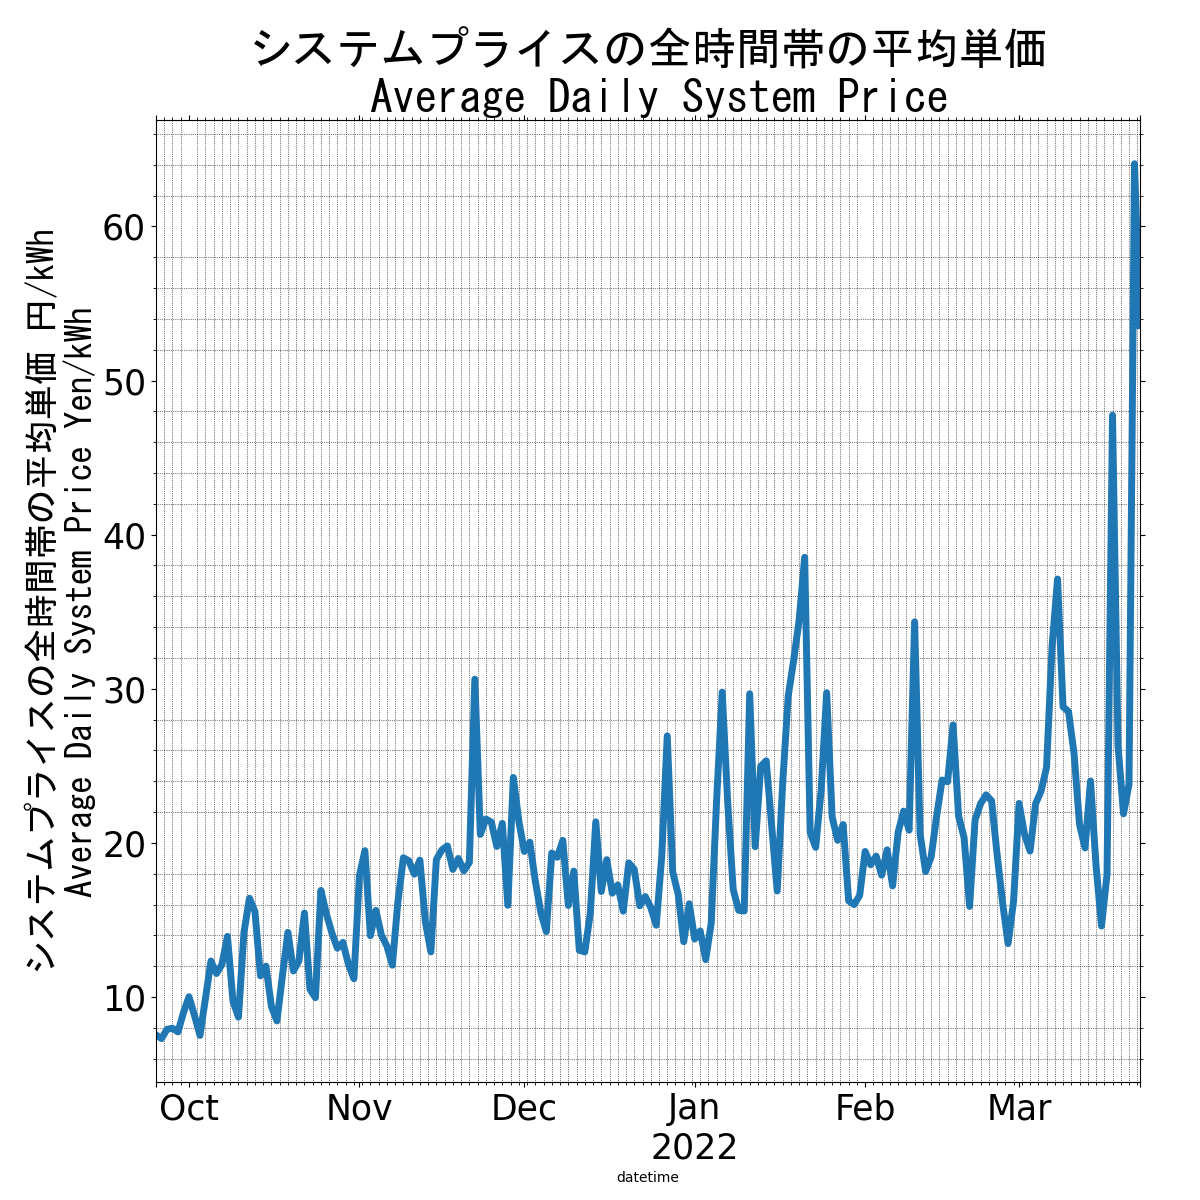 システムプライスの全時間帯の平均単価
Average Daily System Price
システムプライスの全時間帯の平均単価 円/kWh
Average Daily System Price Yen/kWh
60
50
40
30
20
10
Oct
Nov
Dec
Jan
Feb
Mar
2022
datetime